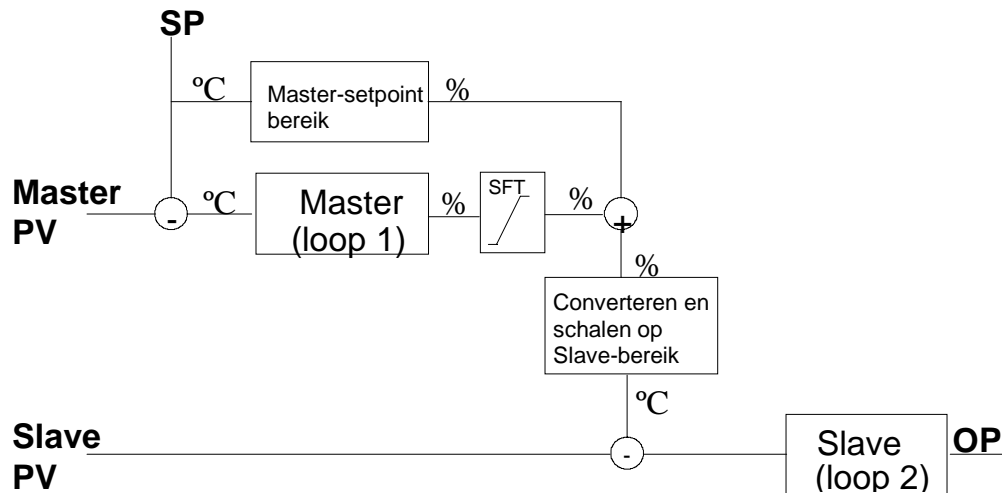 SP
ºC
Master-setpoint
bereik
%
Master
PV
-
ºC
Master
(loop 1)
%
SFT
%
+
%
Converteren en
schalen op
Slave-bereik
ºC
Slave
PV
-
Slave
(loop 2)
OP